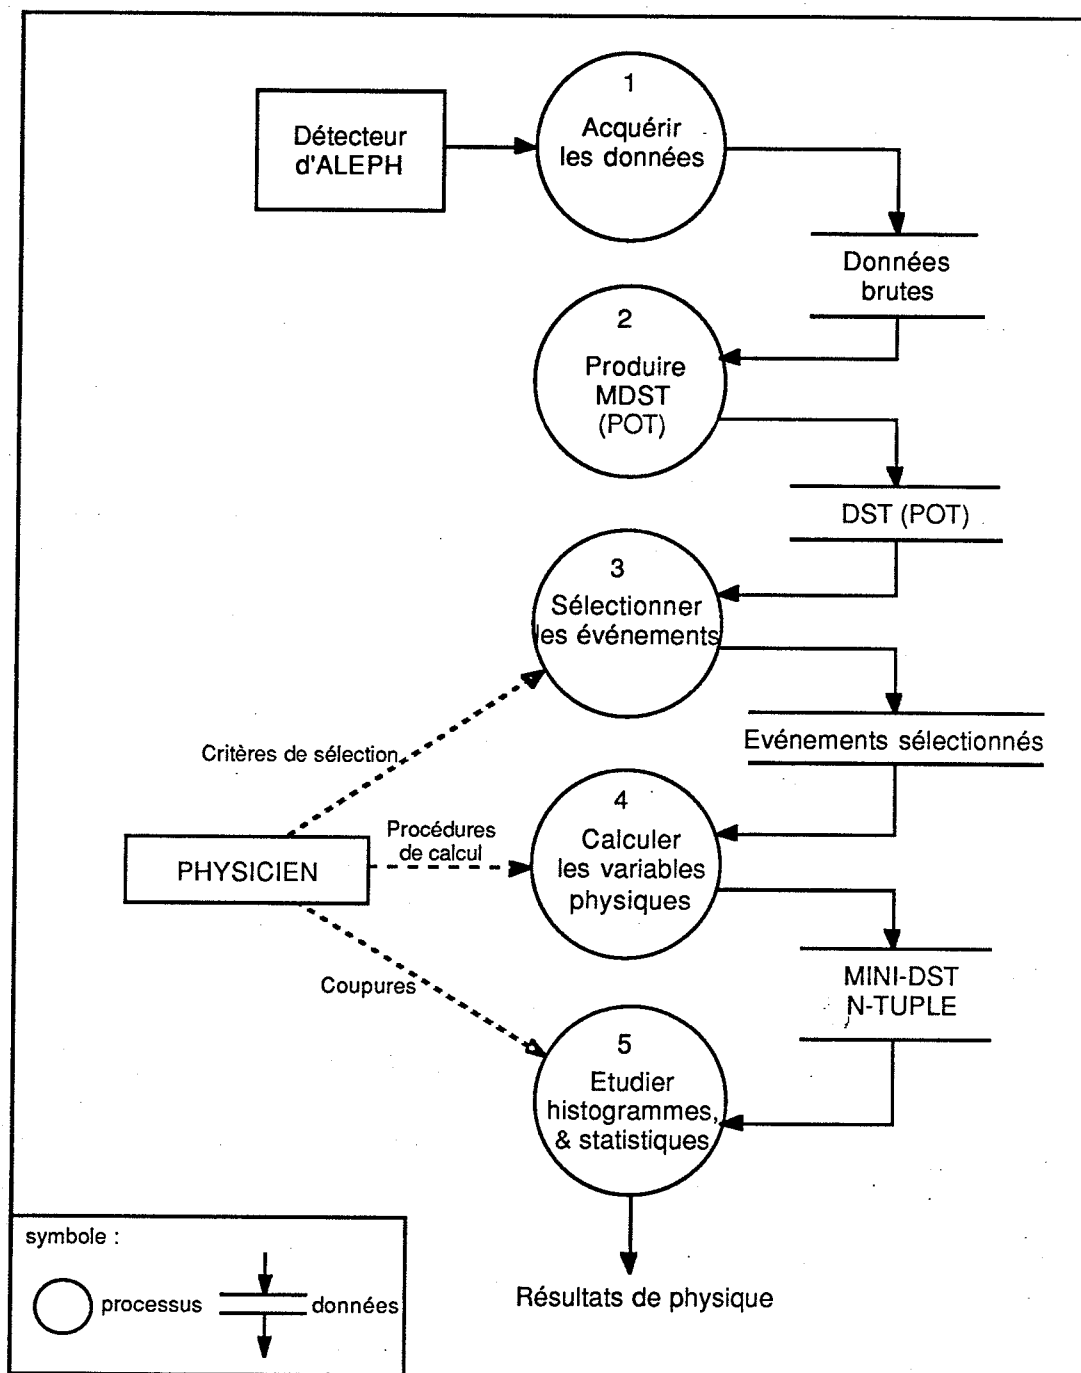 Détecteur
d'ALEPH
1
Acquérir
les données
Données
brutes
2
Produire
MDST
(POT)
DST (POT)
3
Sélectionner
les événements
Evénements sélectionnés
Critères de sélection
PHYSICIEN
Procédures
de calcul
4
Calculer
les variables
physiques
MINI-DST
N-TUPLE
Coupures
5
Etudier
histogrammes,
& statistiques
Résultats de physique
symbole :
processus
données